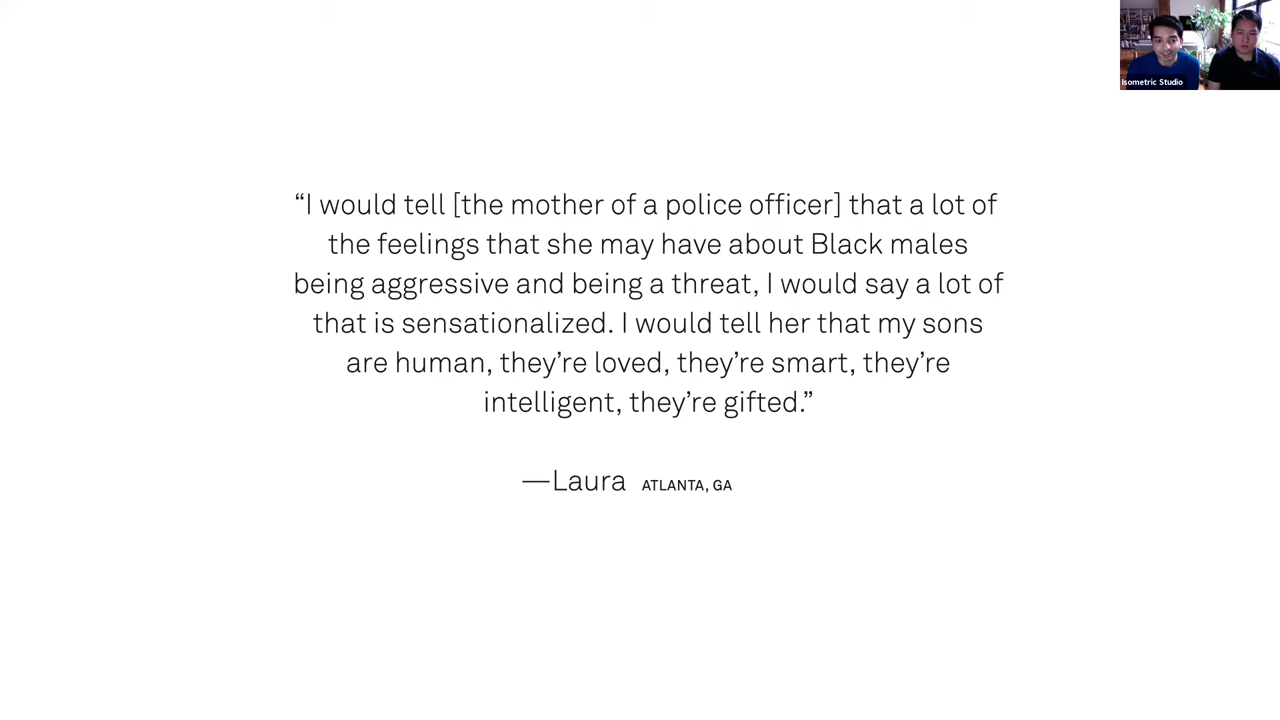 Isometric Studio
“I would tell [the mother of a police officer] that a lot of
the feelings that she may have about Black males
being aggressive and being a threat, I would say a lot of
that is sensationalized. I would tell her that my sons
are human, they’re loved, they’re smart, they’re
intelligent, they’re gifted.”
—Laura ATLANTA, GA